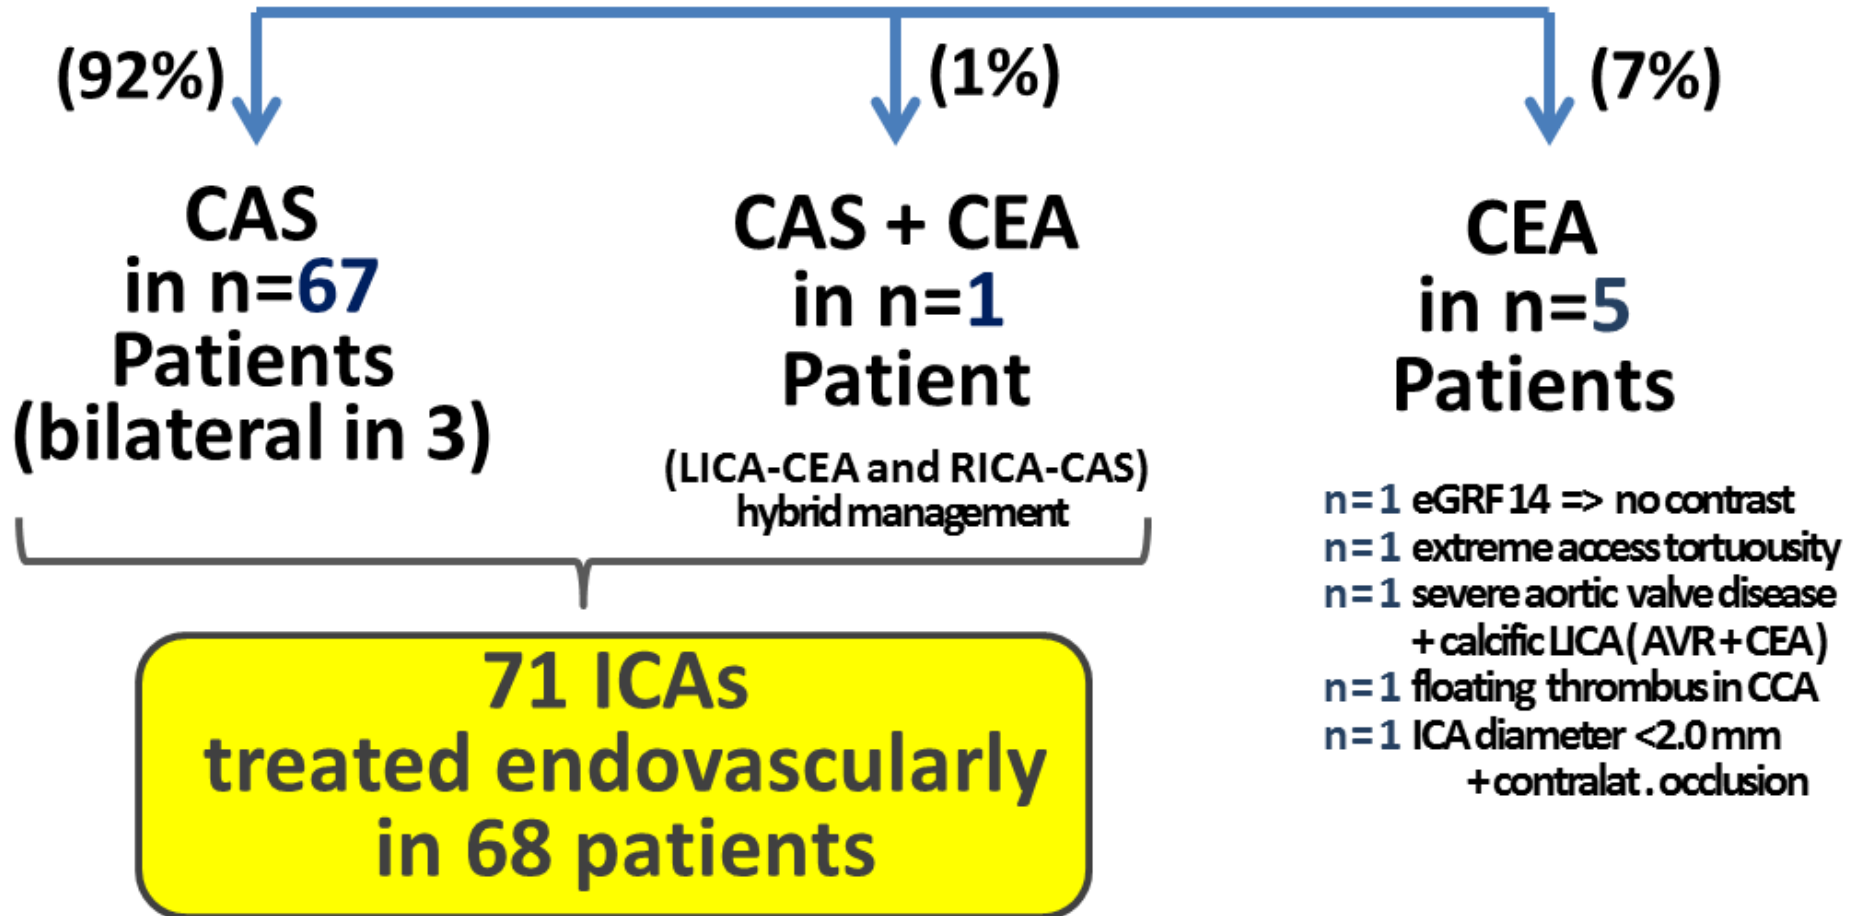 (92%)
(1%)
(7%)
CAS
in n=67
Patients
(bilateral in 3)
CAS + CEA
in n=1
Patient
(LICA-CEA and RICA-CAS)
hybrid management
CEA
in n=5
Patients
n=1 eGRF 14 => no contrast
n=1 extreme access tortuousity
n=1 severe aortic valve disease
+ calcific LICA (AVR + CEA)
n=1 floating thrombus in CCA
n=1 ICA diameter <2.0 mm
+ contralat. occlusion
71 ICAs
treated endovascularly
in 68 patients